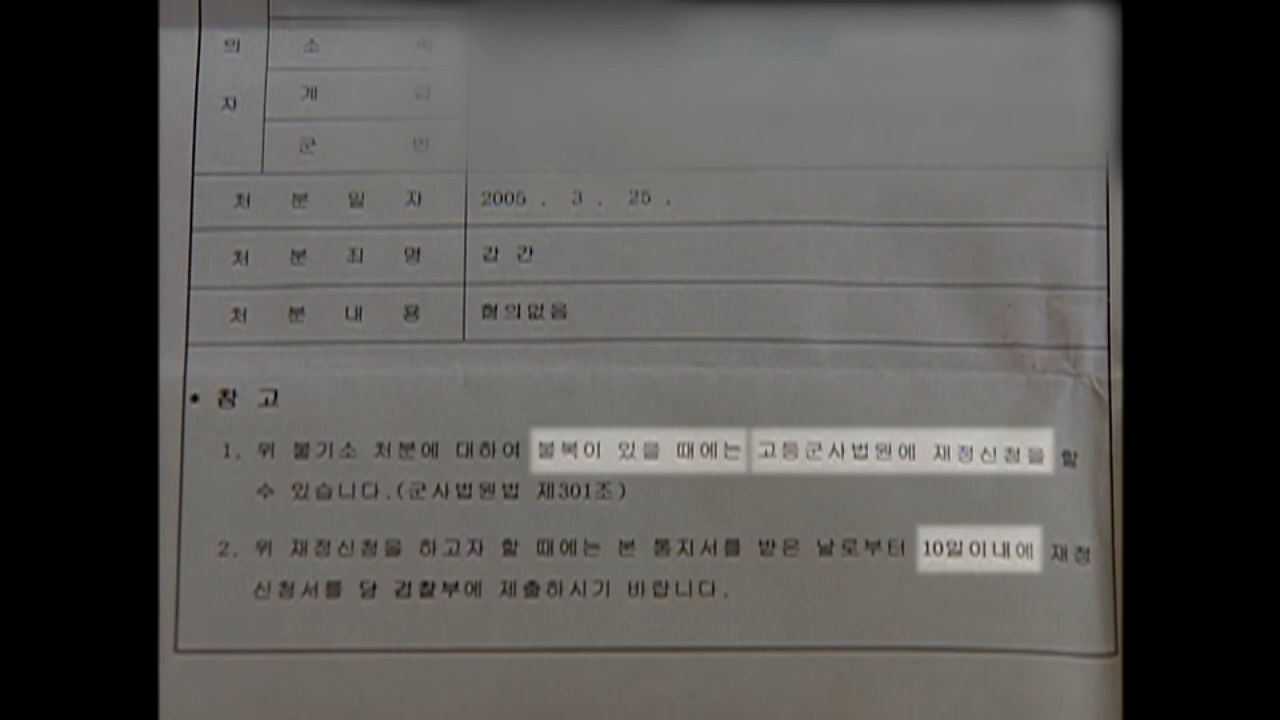 의 소 속
자 계 급
군 번
처 분 일 자 2005 . 3 . 25 .
처 분 죄 명 강 간
처 분 내 용 혐의없음
• 참 고
1. 위 불기소 처분에 대하여 불복이 있을 때에는 고등군사법원에 재정신청을 할
수 있습니다.(군사법원법 제301조)
2. 위 재정신청을 하고자 할 때에는 본 통지서를 받은 날로부터 10일이내에 재정
신청서를 당 검찰부에 제출하시기 바랍니다.